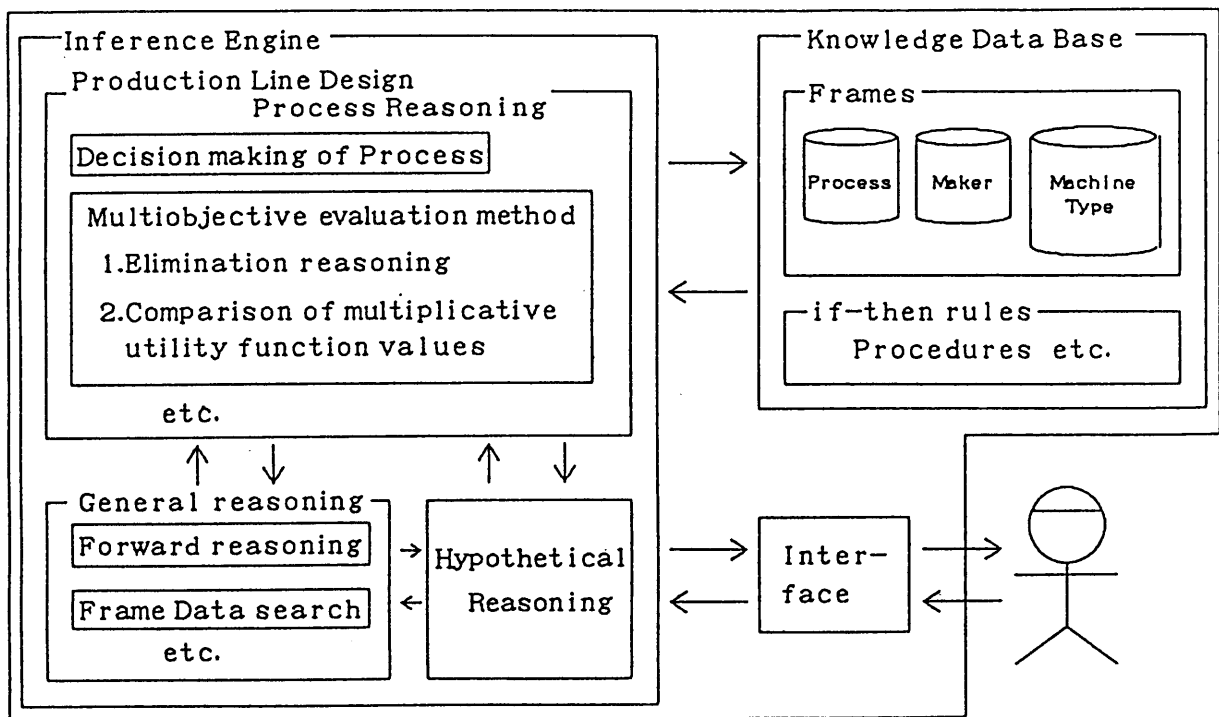 Inference Engine
Production Line Design
Process Reasoning
Decision making of Process
Multiobjective evaluation method
1.Elimination reasoning
2.Comparison of multiplicative
utility function values
etc.
General reasoning
Forward reasoning
Frame Data search
etc.
Hypothetical
Reasoning
Knowledge Data Base
Frames
Process
Maker
Machine
Type
if-then rules
Procedures etc.
Inter-
face